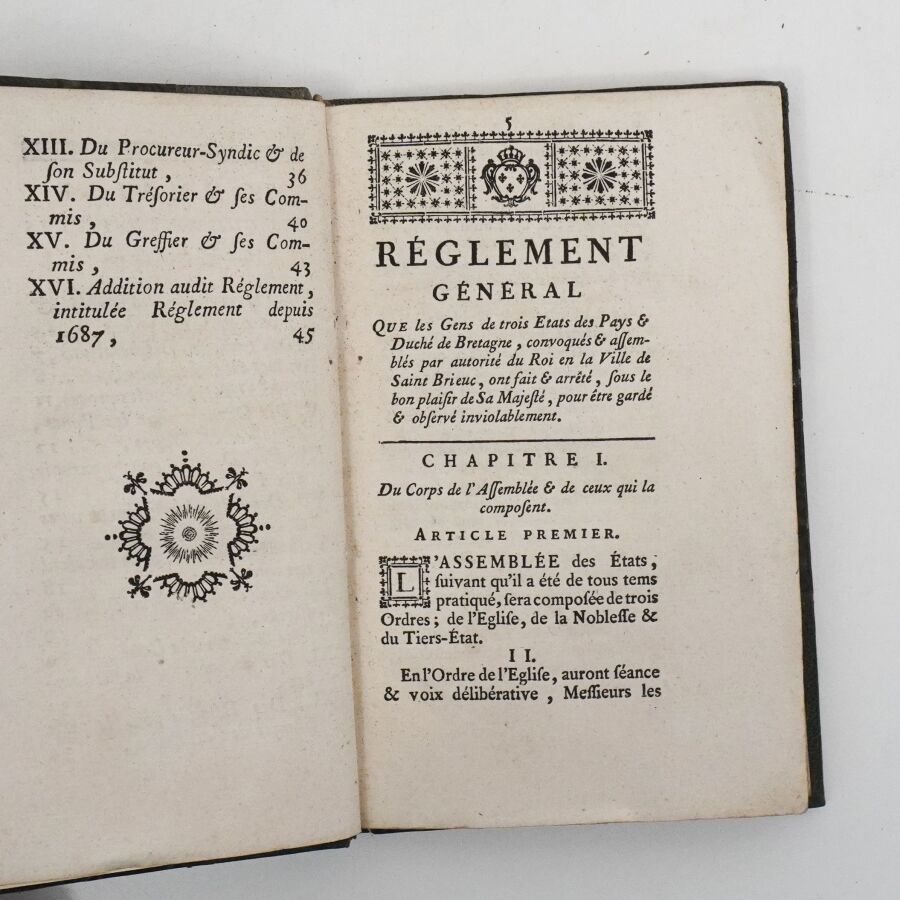 XIII. Du Procureur-Syndic & de
ſon Subſtitut, 36
XIV. Du Tréſorier & ſes Com-
mis, 40
XV. Du Greffier & ſes Com-
mis, 43
XVI. Addition audit Réglement,
intitulée Réglement depuis
1687, 45
5
RÉGLEMENT
GÉNÉRAL
QUE les Gens de trois Etats des Pays &
Duché de Bretagne, convoqués & aſſem-
blés par autorité du Roi en la Ville de
Saint Brieuc, ont fait & arrêté, ſous le
bon plaiſir de Sa Majeſté, pour être gardé
& obſervé inviolablement.
CHAPITRE I.
Du Corps de l'Aſſemblée & de ceux qui la
compoſent.
ARTICLE PREMIER.
L'ASSEMBLÉE des États,
ſuivant qu'il a été de tous tems
pratiqué, ſera compoſée de trois
Ordres; de l'Egliſe, de la Nobleſſe &
du Tiers-État.
II.
En l'Ordre de l'Egliſe, auront ſéance
& voix délibérative, Meſſieurs les